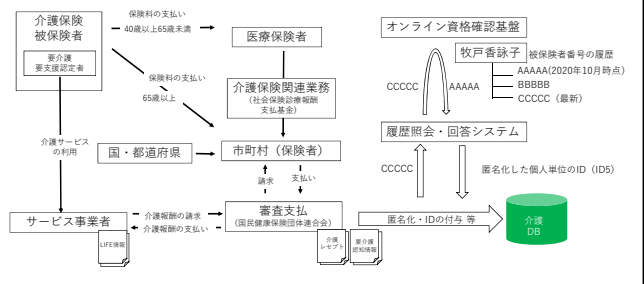 介護保険
被保険者
要介護
要支援認定者
保険料の支払い
40歳以上65歳未満
医療保険者
保険料の支払い
65歳以上
介護保険関連業務
(社会保険診療報酬
支払基金)
介護サービス
の利用
国・都道府県
市町村（保険者）
請求
支払い
サービス事業者
LIFE情報
介護報酬の請求
介護報酬の支払い
審査支払
(国民健康保険団体連合会)
介護
レセプト
要介護
認知情報
オンライン資格確認基盤
牧戸香詠子
被保険者番号の履歴
AAAAA(2020年10月時点)
BBBBB
CCCCC（最新）
CCCCC
AAAAA
履歴照会・回答システム
CCCCC
匿名化した個人単位のID（ID5）
匿名化・IDの付与 等
介護
DB